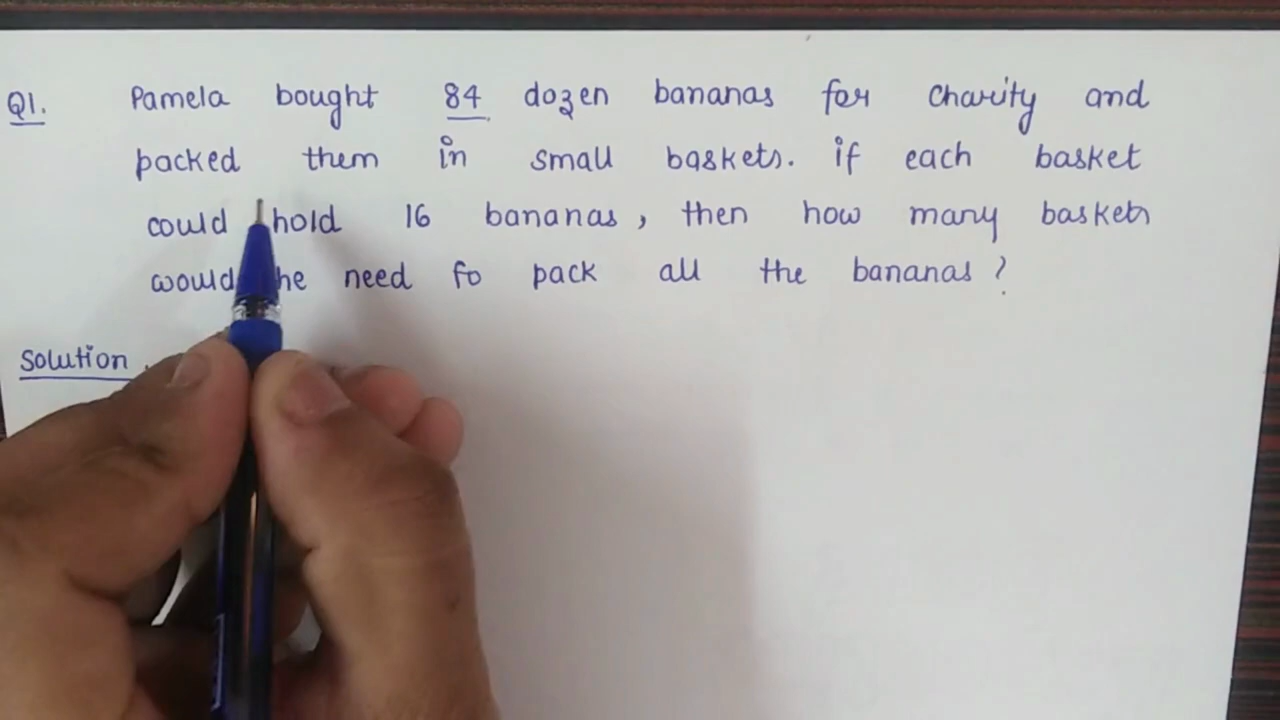 Q1. Pamela bought 84 dozen bananas for charity and
packed them in small baskets. if each basket
could hold 16 bananas, then how many baskets
would he need to pack all the bananas?
Solution